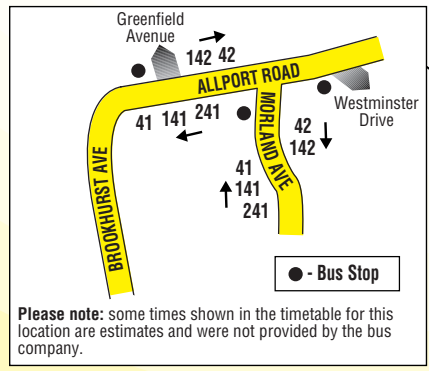 Greenfield
Avenue
142 42
ALLPORT ROAD
41 141 241
MORLAND AVE
Westminster
Drive
42
142
BROOKHURST AVE
41
141
241
- Bus Stop
Please note: some times shown in the timetable for this
location are estimates and were not provided by the bus
company.